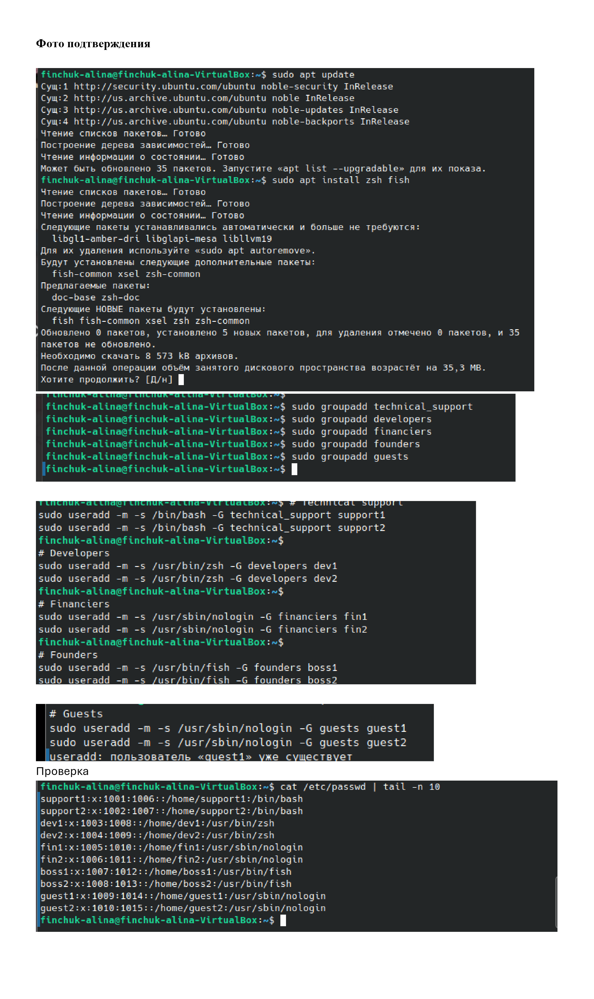 Фото подтверждения
finchuk-alina@finchuk-alina-VirtualBox:~$ sudo apt update
Сущ:1 http://security.ubuntu.com/ubuntu noble-security InRelease
Сущ:2 http://us.archive.ubuntu.com/ubuntu noble InRelease
Сущ:3 http://us.archive.ubuntu.com/ubuntu noble-updates InRelease
Сущ:4 http://us.archive.ubuntu.com/ubuntu noble-backports InRelease
Чтение списков пакетов… Готово
Построение дерева зависимостей… Готово
Чтение информации о состоянии… Готово
Может быть обновлено 35 пакетов. Запустите «apt list --upgradable» для их показа.
finchuk-alina@finchuk-alina-VirtualBox:~$ sudo apt install zsh fish
Чтение списков пакетов… Готово
Построение дерева зависимостей… Готово
Чтение информации о состоянии… Готово
Следующие пакеты устанавливались автоматически и больше не требуются:
libgl1-amber-dri libglapi-mesa libllvm19
Для их удаления используйте «sudo apt autoremove».
Будут установлены следующие дополнительные пакеты:
fish-common xsel zsh-common
Предлагаемые пакеты:
doc-base zsh-doc
Следующие НОВЫЕ пакеты будут установлены:
fish fish-common xsel zsh zsh-common
Обновлено 0 пакетов, установлено 5 новых пакетов, для удаления отмечено 0 пакетов, и 35
пакетов не обновлено.
Необходимо скачать 8 573 kB архивов.
После данной операции объём занятого дискового пространства возрастёт на 35,3 MB.
Хотите продолжить? [Д/н]
finchuk-alina@finchuk-alina-VirtualBox:~$
finchuk-alina@finchuk-alina-VirtualBox:~$ sudo groupadd technical_support
finchuk-alina@finchuk-alina-VirtualBox:~$ sudo groupadd developers
finchuk-alina@finchuk-alina-VirtualBox:~$ sudo groupadd financiers
finchuk-alina@finchuk-alina-VirtualBox:~$ sudo groupadd founders
finchuk-alina@finchuk-alina-VirtualBox:~$ sudo groupadd guests
finchuk-alina@finchuk-alina-VirtualBox:~$
finchuk-alina@finchuk-alina-VirtualBox:~$ # Technical support
sudo useradd -m -s /bin/bash -G technical_support support1
sudo useradd -m -s /bin/bash -G technical_support support2
finchuk-alina@finchuk-alina-VirtualBox:~$
# Developers
sudo useradd -m -s /usr/bin/zsh -G developers dev1
sudo useradd -m -s /usr/bin/zsh -G developers dev2
finchuk-alina@finchuk-alina-VirtualBox:~$
# Financiers
sudo useradd -m -s /usr/sbin/nologin -G financiers fin1
sudo useradd -m -s /usr/sbin/nologin -G financiers fin2
finchuk-alina@finchuk-alina-VirtualBox:~$
# Founders
sudo useradd -m -s /usr/bin/fish -G founders boss1
sudo useradd -m -s /usr/bin/fish -G founders boss2
# Guests
sudo useradd -m -s /usr/sbin/nologin -G guests guest1
sudo useradd -m -s /usr/sbin/nologin -G guests guest2
useradd: пользователь «guest1» уже существует
Проверка
finchuk-alina@finchuk-alina-VirtualBox:~$ cat /etc/passwd | tail -n 10
support1:x:1001:1006::/home/support1:/bin/bash
support2:x:1002:1007::/home/support2:/bin/bash
dev1:x:1003:1008::/home/dev1:/usr/bin/zsh
dev2:x:1004:1009::/home/dev2:/usr/bin/zsh
fin1:x:1005:1010::/home/fin1:/usr/sbin/nologin
fin2:x:1006:1011::/home/fin2:/usr/sbin/nologin
boss1:x:1007:1012::/home/boss1:/usr/bin/fish
boss2:x:1008:1013::/home/boss2:/usr/bin/fish
guest1:x:1009:1014::/home/guest1:/usr/sbin/nologin
guest2:x:1010:1015::/home/guest2:/usr/sbin/nologin
finchuk-alina@finchuk-alina-VirtualBox:~$